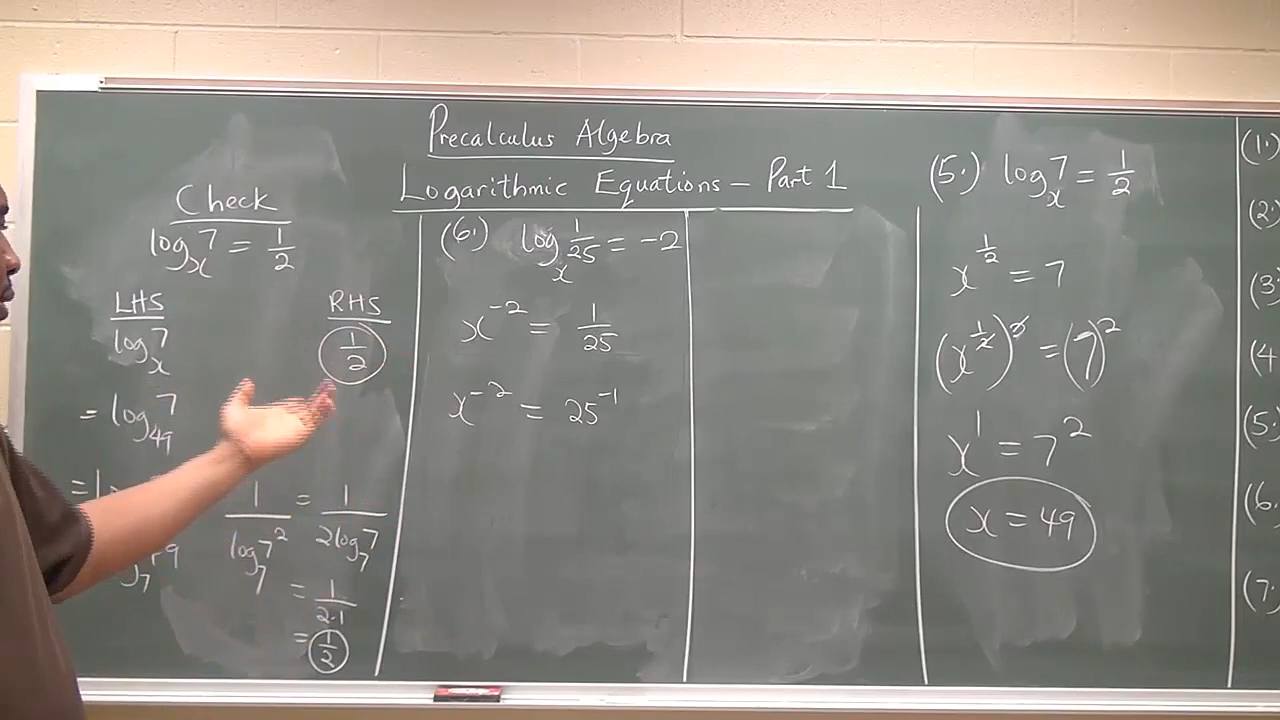 Precalculus Algebra
Logarithmic Equations – Part 1
Check
log_x 7 = 1/2
LHS
RHS
log_x 7
1/2
= log_49 7
1/log_7 7^2 = 1/(2log_7 7)
= 1/(2·1)
= 1/2
(6.) log_x 1/25 = -2
x^-2 = 1/25
x^-2 = 25^-1
(5.) log_x 7 = 1/2
x^1/2 = 7
(x^1/2)^2 = (7)^2
x^1 = 7^2
x = 49
(1.)
(2.)
(3.
(4
(5.
(6.
(7.